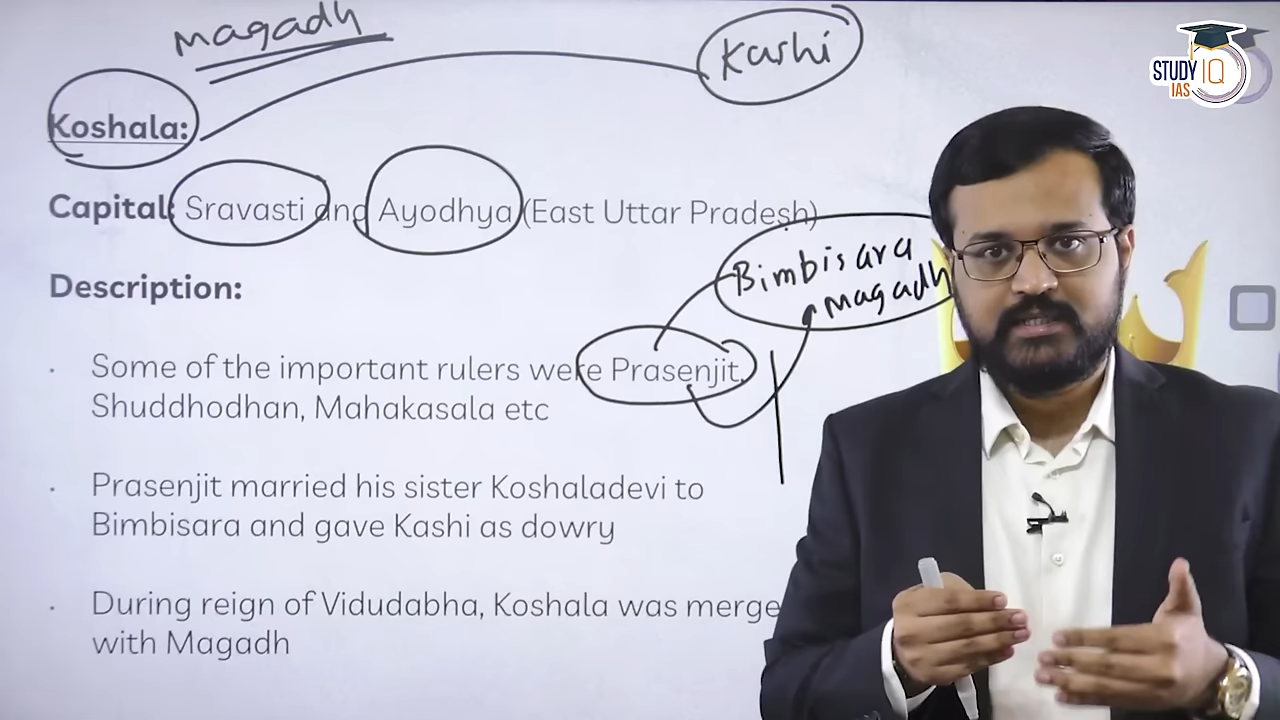 magadh
Kashi
STUDY IQ
IAS
Koshala:
Capital: Sravasti and Ayodhya (East Uttar Pradesh)
Bimbisara
magadh
Description:
· Some of the important rulers were Prasenjit,
Shuddhodhan, Mahakasala etc
· Prasenjit married his sister Koshaladevi to
Bimbisara and gave Kashi as dowry
· During reign of Vidudabha, Koshala was merge
with Magadh